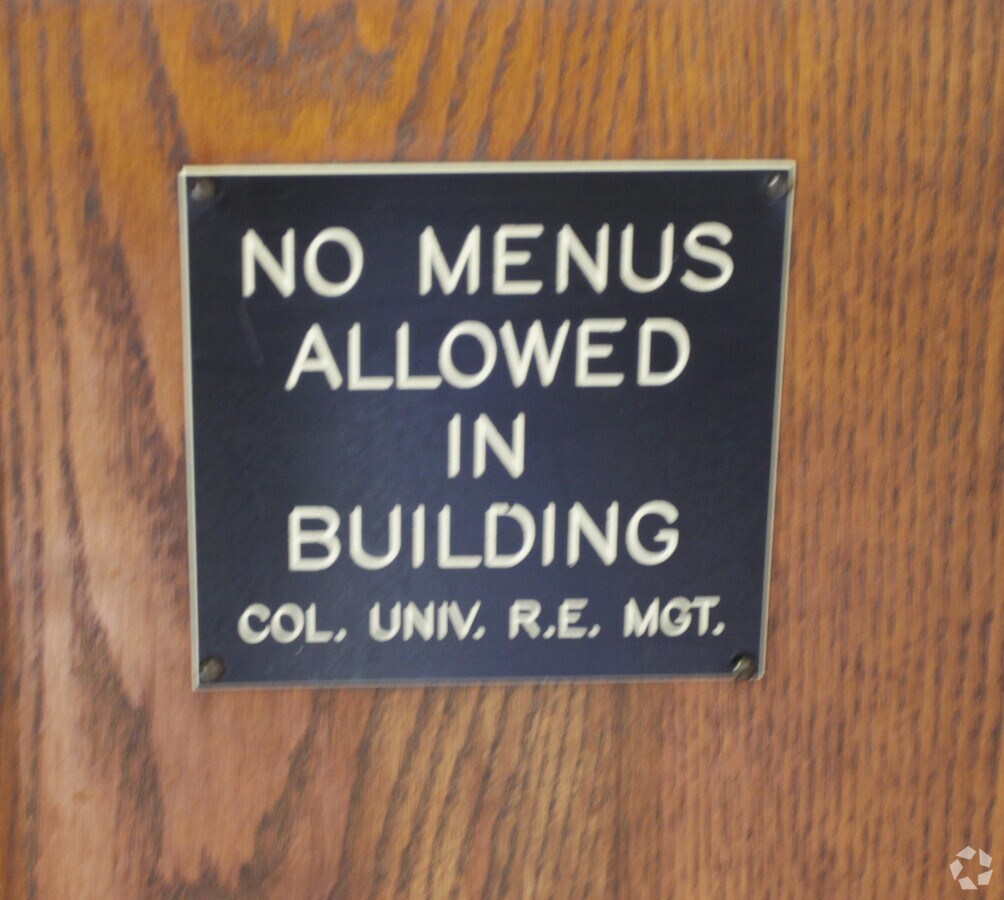 NO MENUS
ALLOWED
IN
BUILDING
COL. UNIV. R.E. MGT.